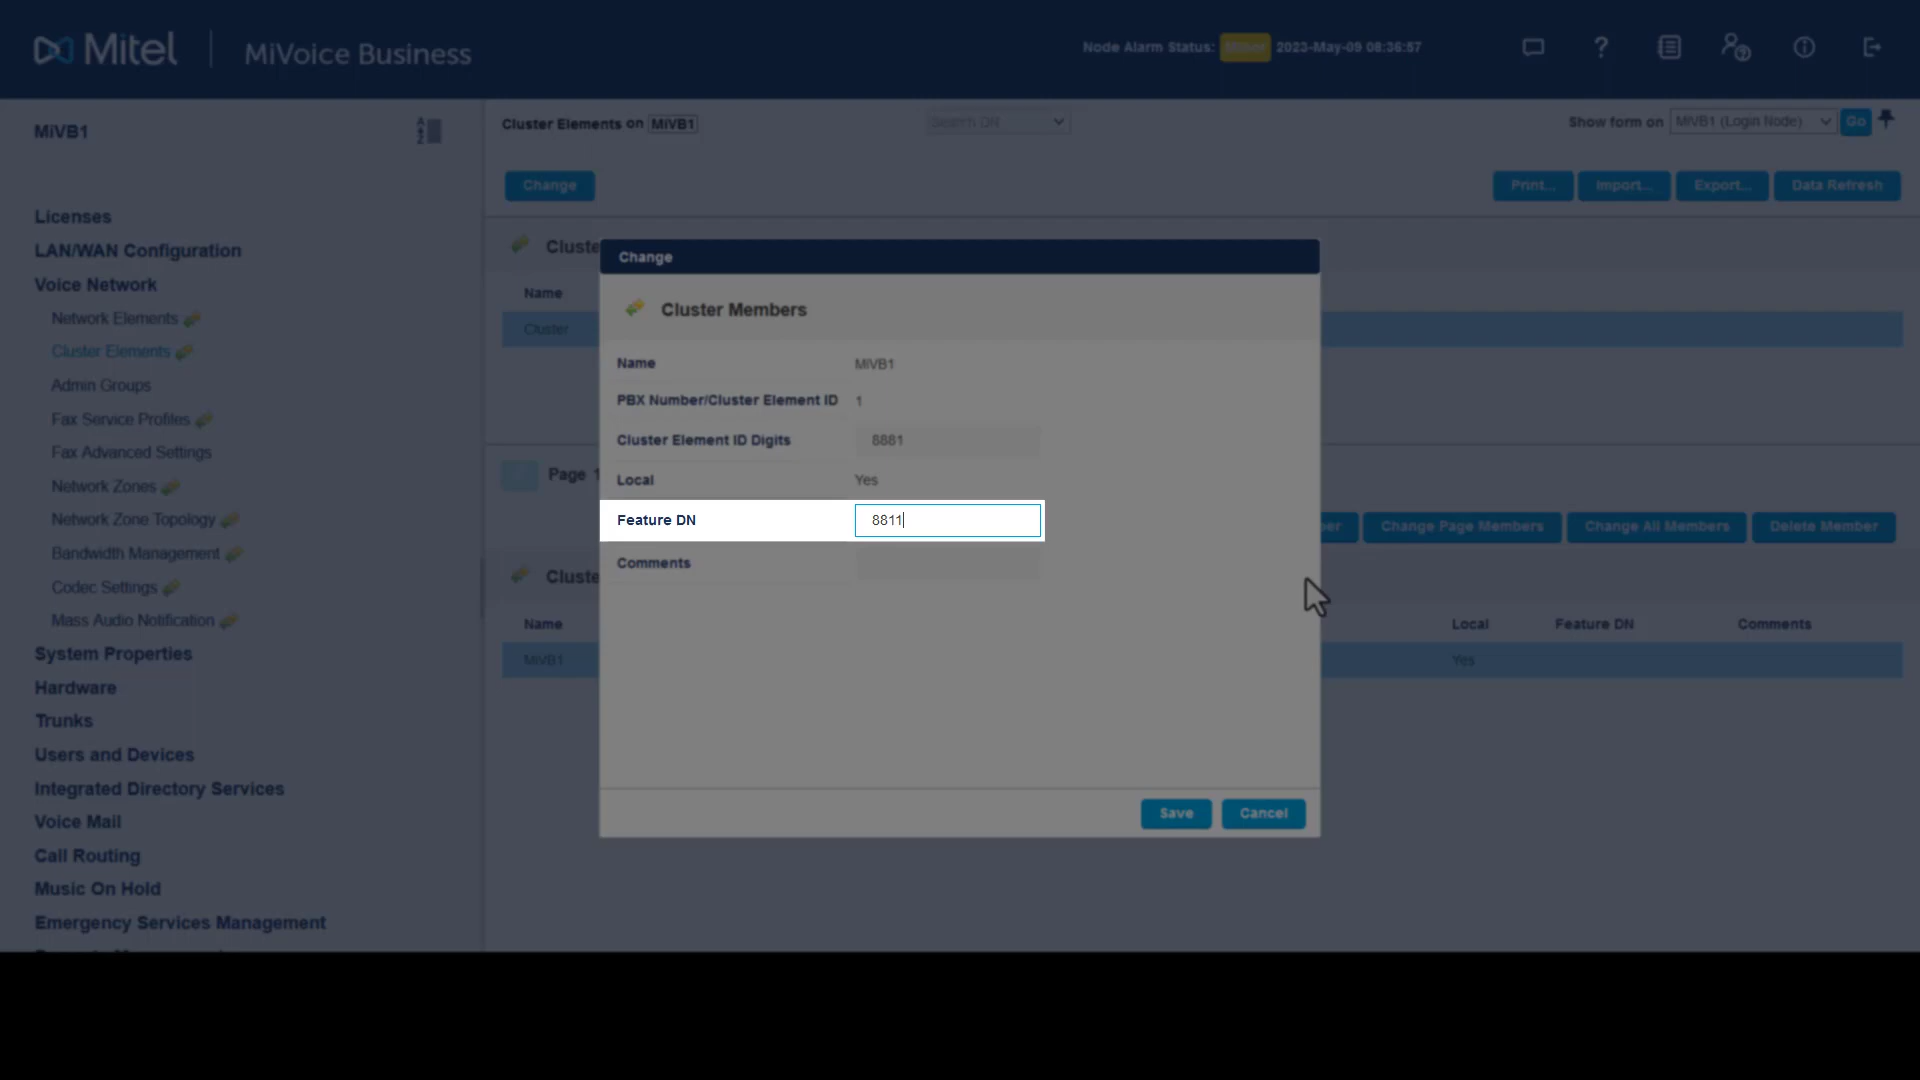 Mitel | MiVoice Business
Node Alarm Status: Minor 2023-May-09 08:36:57
MiVB1
A
Z
Cluster Elements on MiVB1
Search DN
Show form on MiVB1 (Login Node) Go
Change
Print... Import... Export... Data Refresh
Licenses
LAN/WAN Configuration
Voice Network
Network Elements
Cluster Elements
Admin Groups
Fax Service Profiles
Fax Advanced Settings
Network Zones
Network Zone Topology
Bandwidth Management
Codec Settings
Mass Audio Notification
System Properties
Hardware
Trunks
Users and Devices
Integrated Directory Services
Voice Mail
Call Routing
Music On Hold
Emergency Services Management
Cluste
Name
Cluster
Page 1
Change Page Members Change All Members Delete Member
Cluste
Name Local Feature DN Comments
MiVB1 Yes
Change
Cluster Members
Name MiVB1
PBX Number/Cluster Element ID 1
Cluster Element ID Digits 8881
Local Yes
Feature DN 8811
Comments
Save Cancel